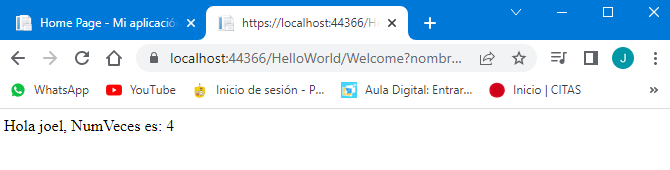 Home Page - Mi aplicació
https://localhost:44366/He
localhost:44366/HelloWorld/Welcome?nombr...
J
WhatsApp YouTube Inicio de sesión - P... Aula Digital: Entrar... Inicio | CITAS
Hola joel, NumVeces es: 4